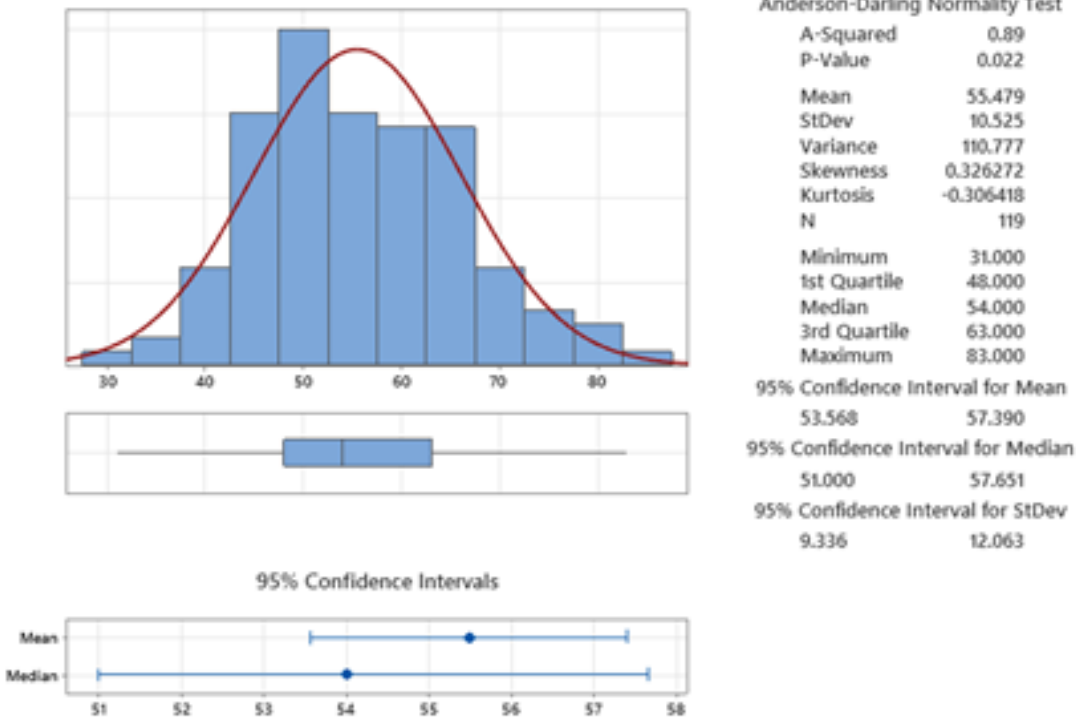 Anderson-Darling Normality Test
A-Squared 0.89
P-Value 0.022
Mean 55.479
StDev 10.525
Variance 110.777
Skewness 0.326272
Kurtosis -0.306418
N 119
Minimum 31.000
1st Quartile 48.000
Median 54.000
3rd Quartile 63.000
Maximum 83.000
95% Confidence Interval for Mean
53.568 57.390
95% Confidence Interval for Median
51.000 57.651
95% Confidence Interval for StDev
9.336 12.063
30 40 50 60 70 80
95% Confidence Intervals
Mean
Median
51 52 53 54 55 56 57 58